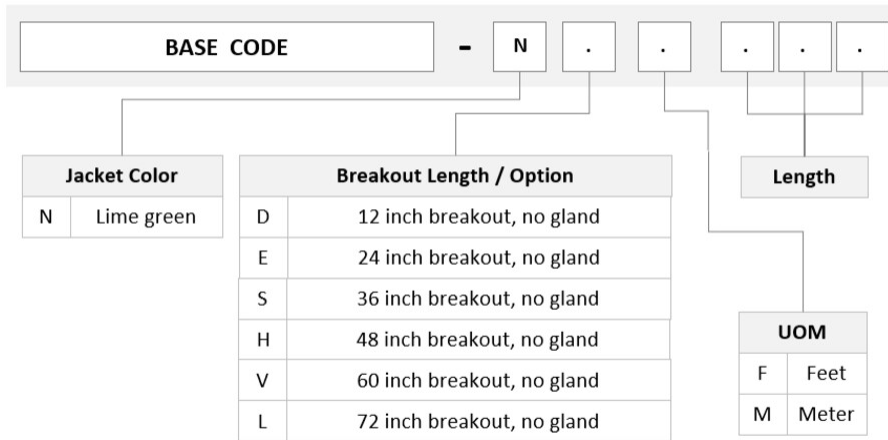 BASE CODE - N . . . . .
Jacket Color
N Lime green
Breakout Length / Option
D 12 inch breakout, no gland
E 24 inch breakout, no gland
S 36 inch breakout, no gland
H 48 inch breakout, no gland
V 60 inch breakout, no gland
L 72 inch breakout, no gland
Length
UOM
F Feet
M Meter